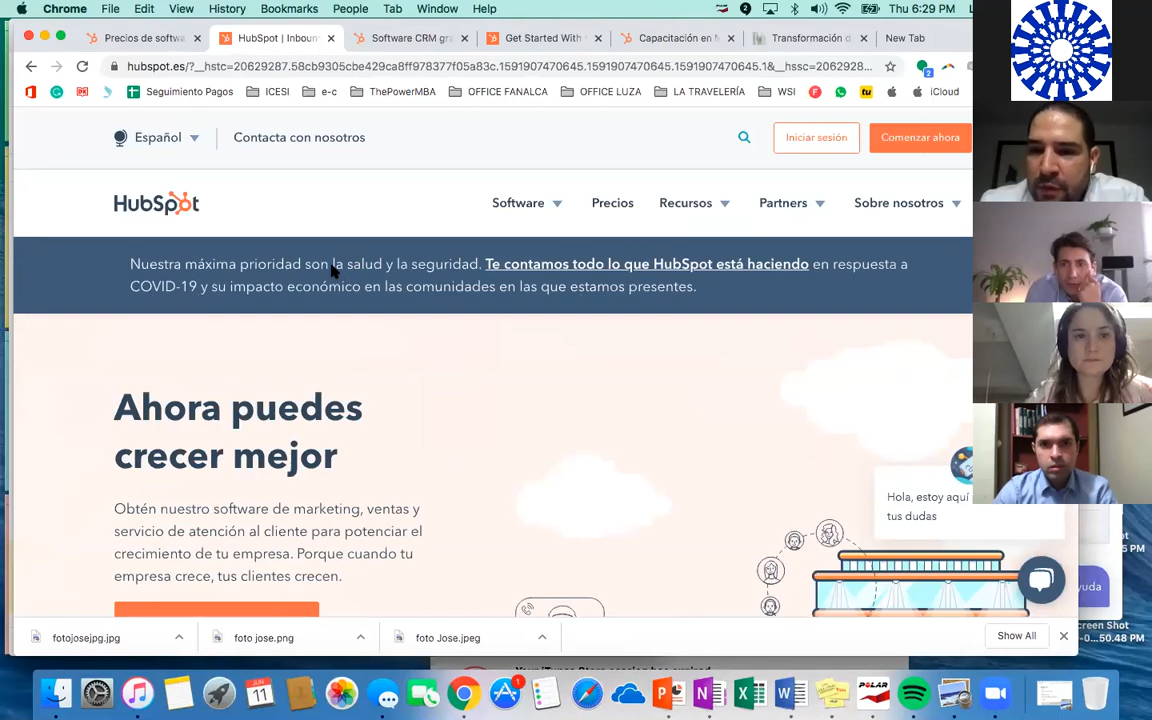 Chrome File Edit View History Bookmarks People Tab Window Help
Thu 6:29 PM
Precios de softwa
HubSpot | Inboun
Software CRM gra
Get Started With
Capacitación en
Transformación d
New Tab
hubspot.es/?__hstc=20629287.58cb9305cbe429ca8ff978377f05a83c.1591907470645.1591907470645.1591907470645.1&__hssc=20629...
Seguimiento Pagos ICESI e-c ThePowerMBA OFFICE FANALCA OFFICE LUZA LA TRAVELERÍA WSI iCloud
Español Contacta con nosotros
Iniciar sesión
Comenzar ahora
HubSpot
Software Precios Recursos Partners Sobre nosotros
Nuestra máxima prioridad son la salud y la seguridad. Te contamos todo lo que HubSpot está haciendo en respuesta a
COVID-19 y su impacto económico en las comunidades en las que estamos presentes.
Ahora puedes
crecer mejor
Obtén nuestro software de marketing, ventas y
servicio de atención al cliente para potenciar el
crecimiento de tu empresa. Porque cuando tu
empresa crece, tus clientes crecen.
Hola, estoy aquí
tus dudas
fotojosejpg.jpg
foto jose.png
foto Jose.jpeg
Show All